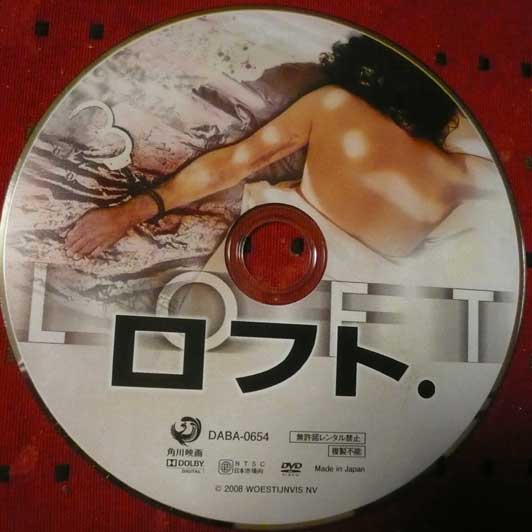 LOFT
ロフト.
角川映画
DABA-0654
無許諾レンタル禁止
複製不能
DOLBY
DIGITAL
NTSC
日本市場向
DVD
Made in Japan
© 2008 WOESTIJNVIS NV